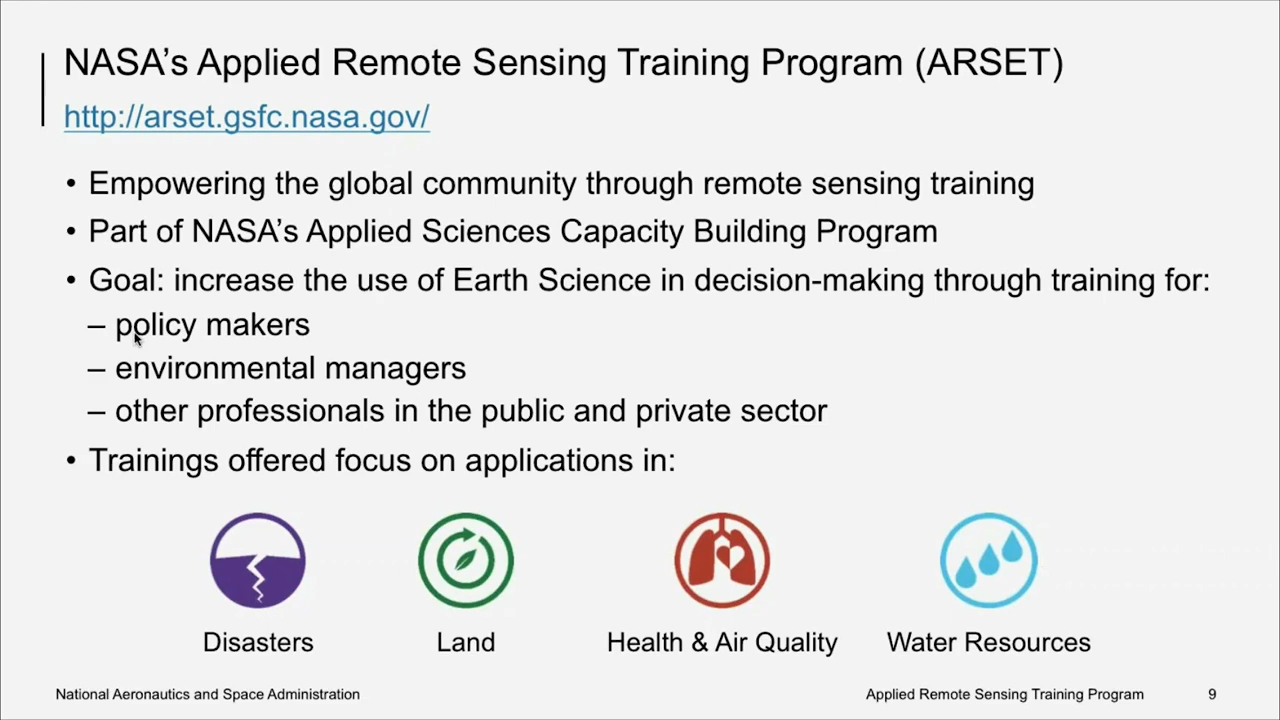 NASA’s Applied Remote Sensing Training Program (ARSET)
http://arset.gsfc.nasa.gov/
• Empowering the global community through remote sensing training
• Part of NASA’s Applied Sciences Capacity Building Program
• Goal: increase the use of Earth Science in decision-making through training for:
– policy makers
– environmental managers
– other professionals in the public and private sector
• Trainings offered focus on applications in:
Disasters Land Health & Air Quality Water Resources
National Aeronautics and Space Administration Applied Remote Sensing Training Program 9